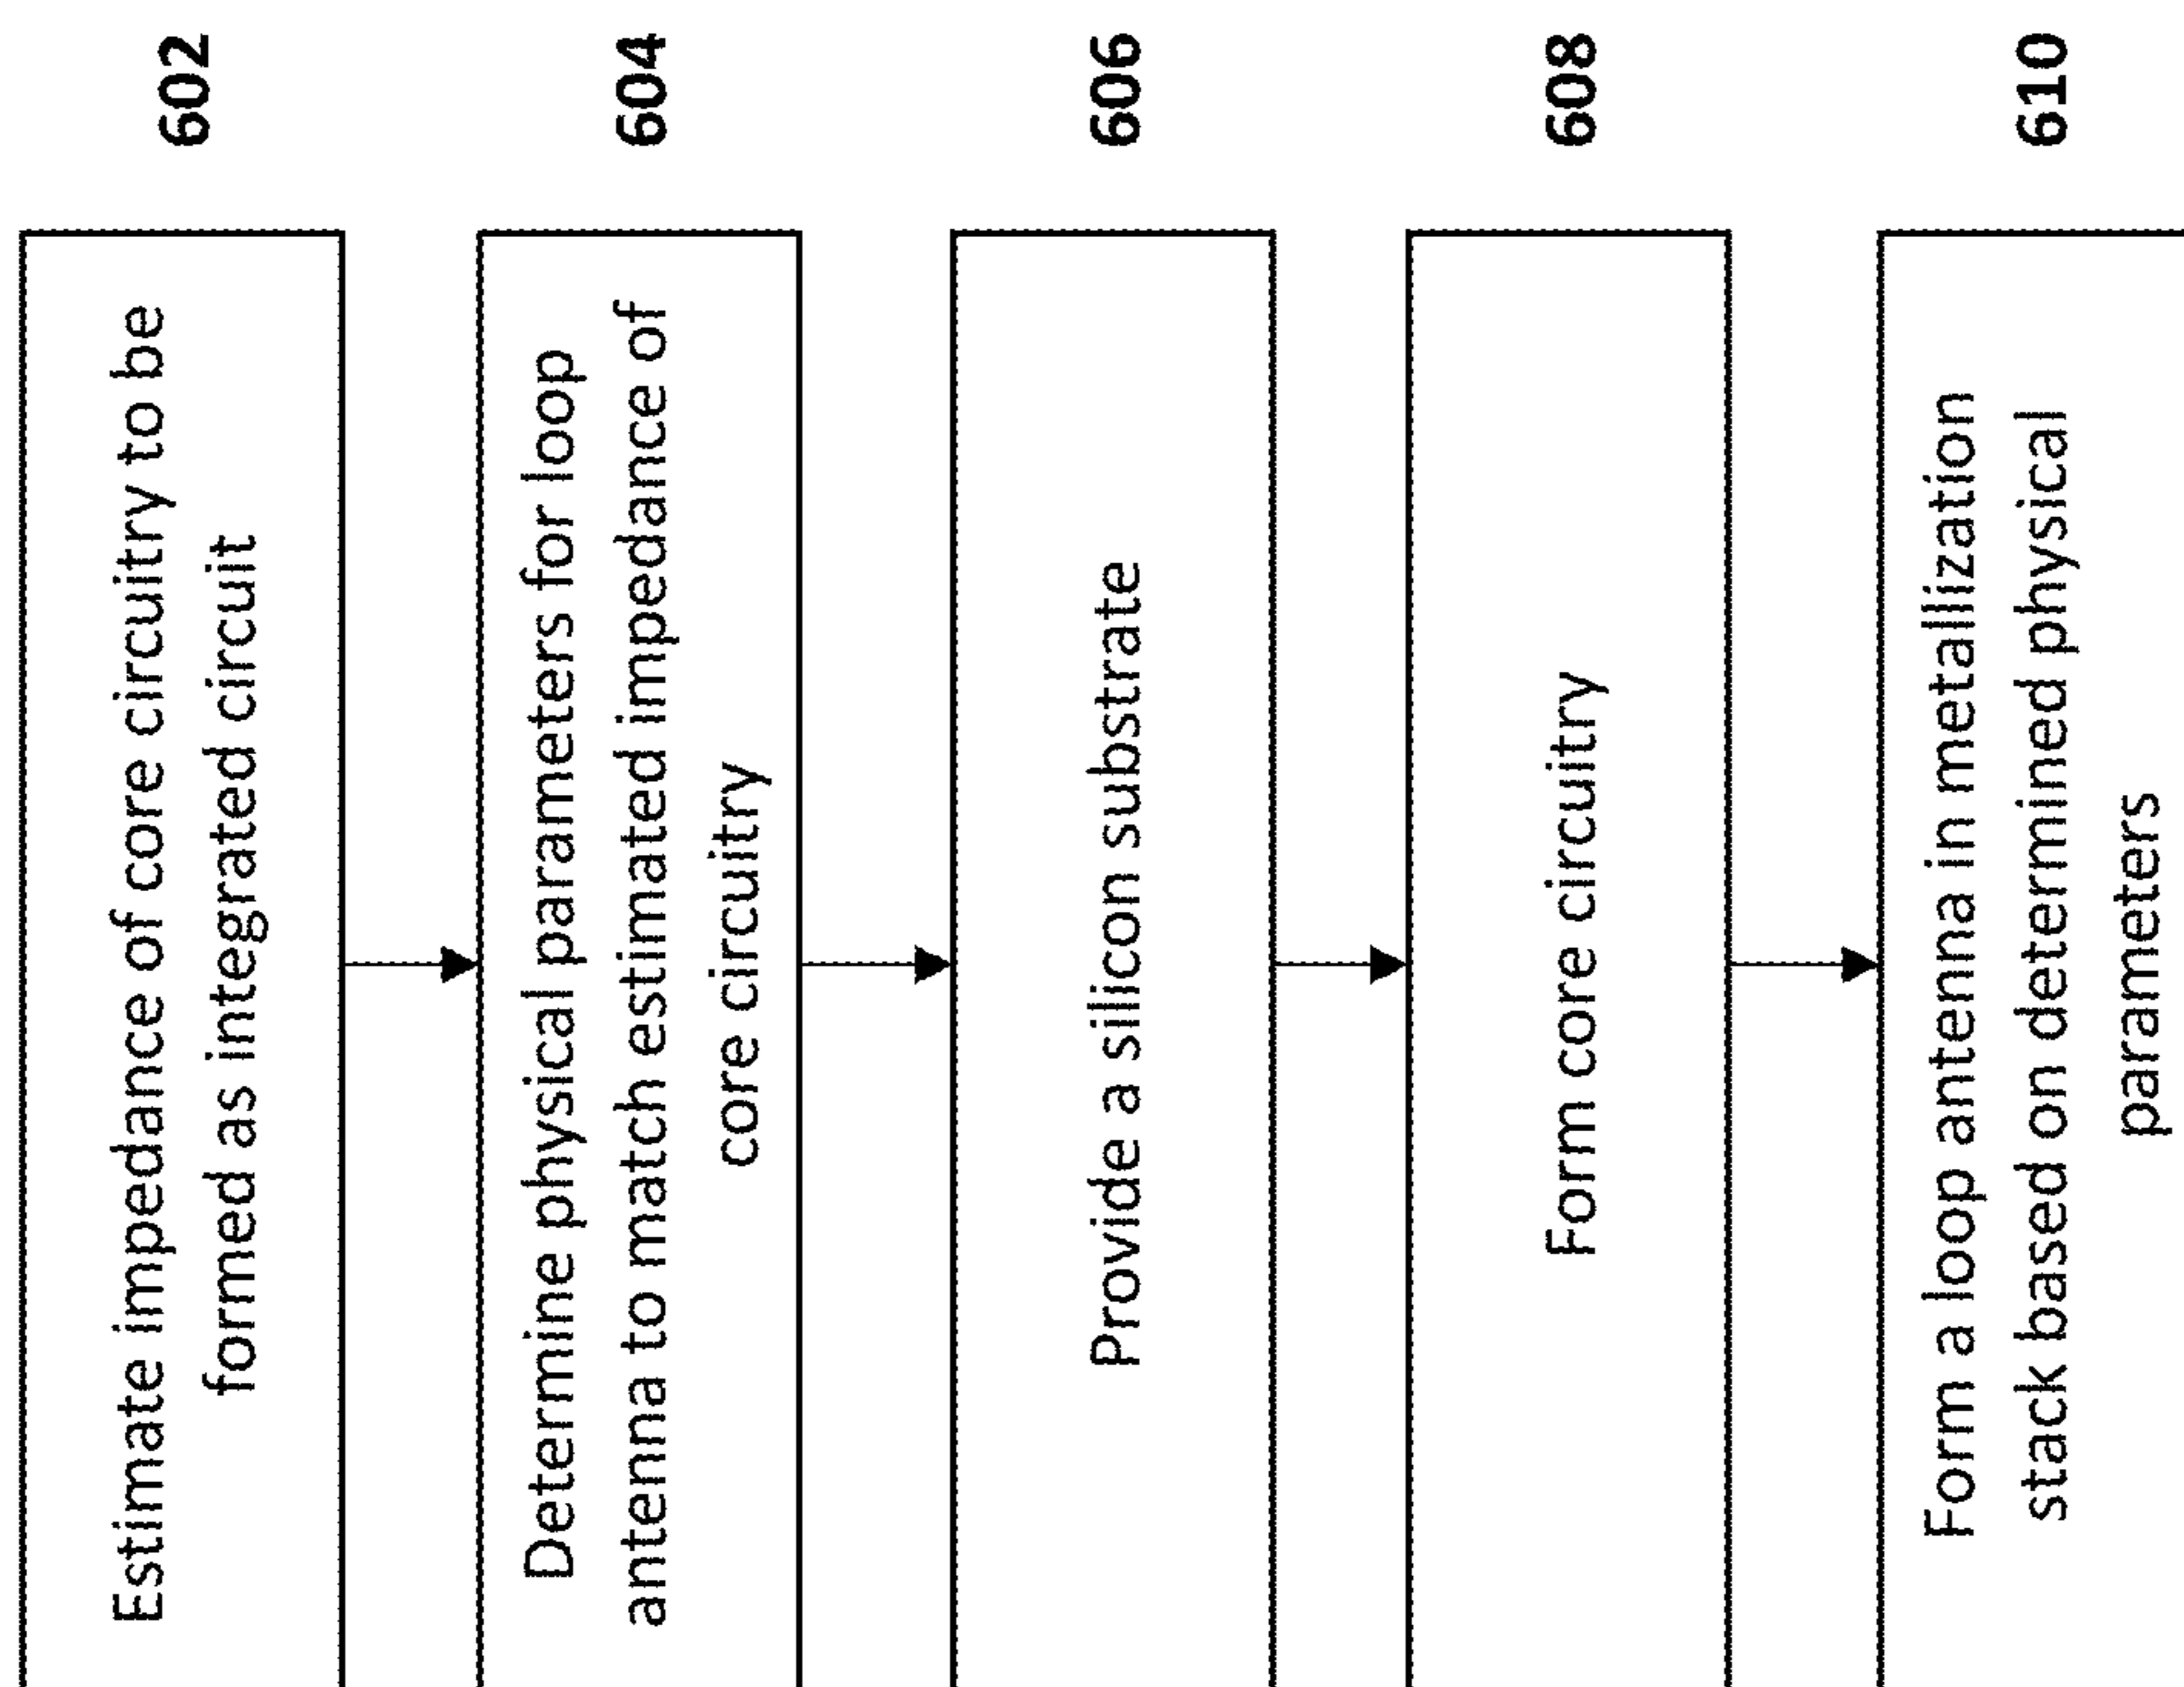 Estimate impedance of core circuitry to be
formed as integrated circuit
602
Determine physical parameters for loop
antenna to match estimated impedance of
core circuitry
604
Provide a silicon substrate
606
Form core circuitry
608
Form a loop antenna in metallization
stack based on determined physical
parameters
610